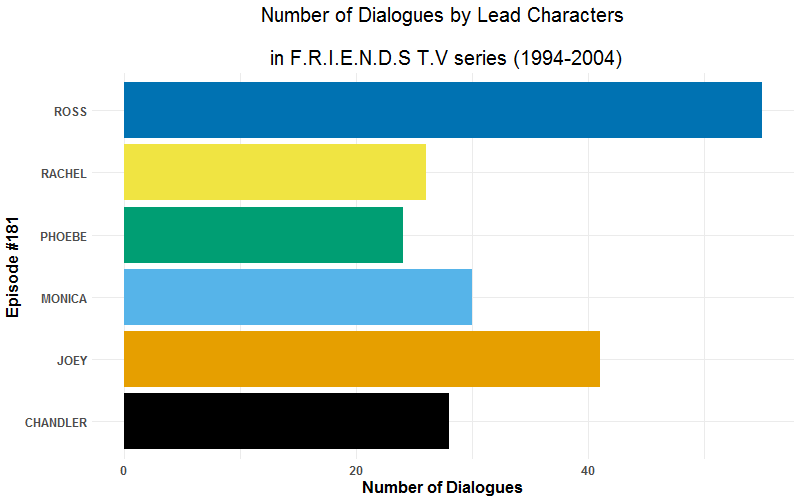 Number of Dialogues by Lead Characters
in F.R.I.E.N.D.S T.V series (1994-2004)
Episode #181
ROSS
RACHEL
PHOEBE
MONICA
JOEY
CHANDLER
0 20 40
Number of Dialogues